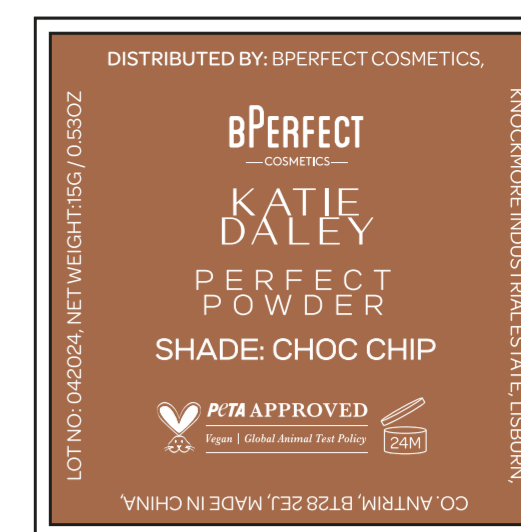 DISTRIBUTED BY: BPERFECT COSMETICS,
KNOCKMORE INDUSTRIAL ESTATE, LISBURN,
CO. ANTRIM, BT28 2EJ, MADE IN CHINA,
LOT NO: 042024, NET WEIGHT:15G / 0.53OZ
BPERFECT
COSMETICS
KATIE
DALEY
PERFECT
POWDER
SHADE: CHOC CHIP
PETA APPROVED
Vegan | Global Animal Test Policy
24M